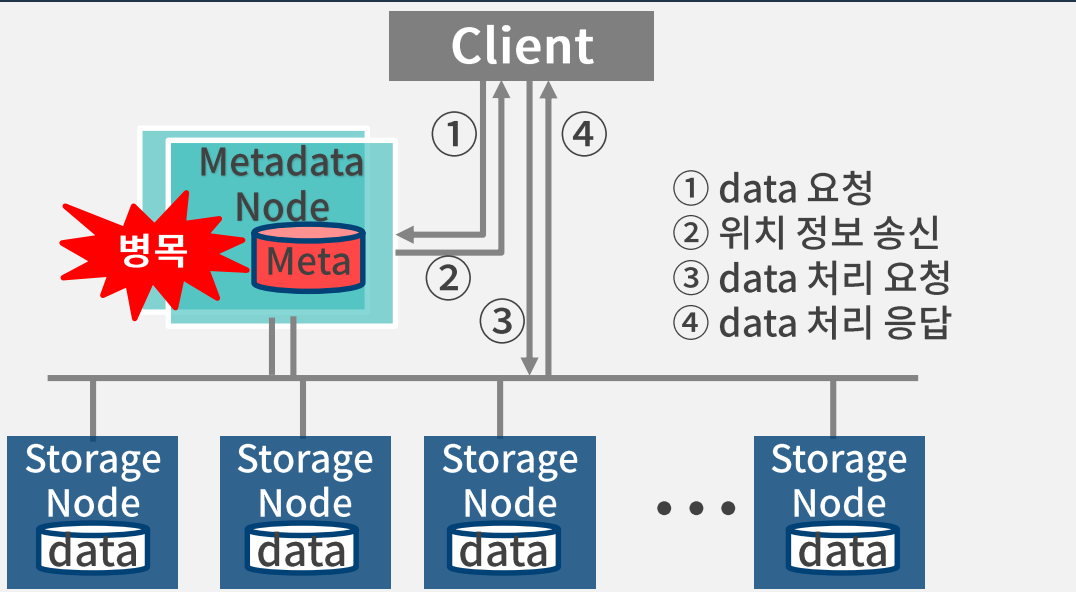 Client
①
④
Metadata
Node
병목
Meta
②
③
① data 요청
② 위치 정보 송신
③ data 처리 요청
④ data 처리 응답
Storage
Node
data
Storage
Node
data
Storage
Node
data
● ● ●
Storage
Node
data